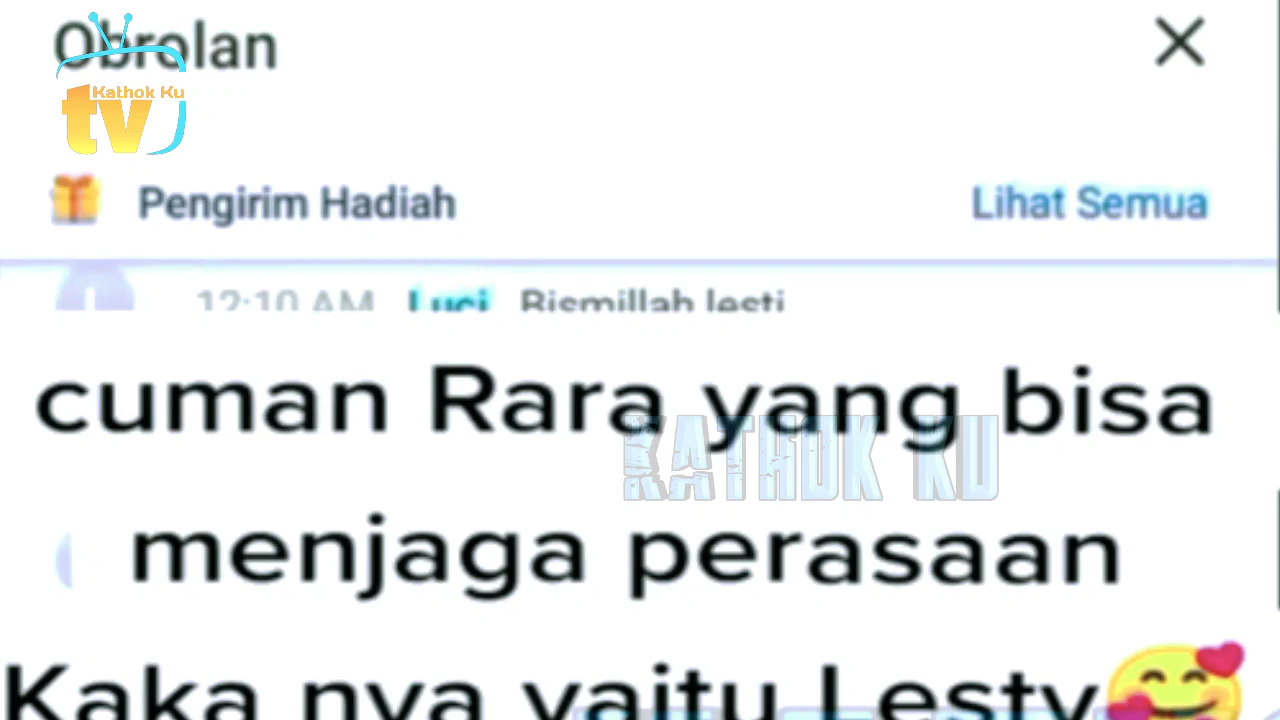 Obrolan
Kathok Ku
tv
Pengirim Hadiah
Lihat Semua
12:10 AM Luci Bismillah lesti
cuman Rara yang bisa
KATHOK KU
menjaga perasaan
Kaka nya yaitu Lesty